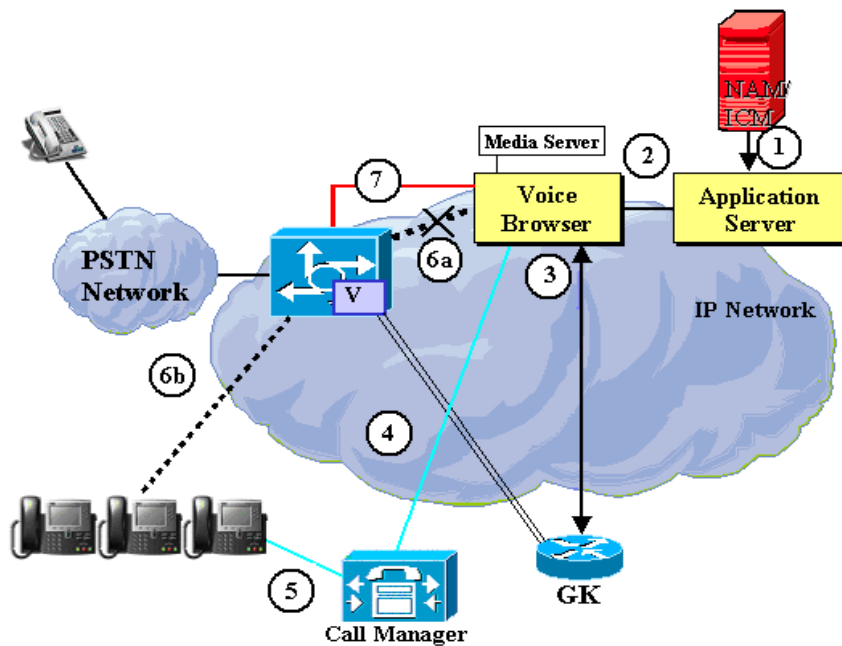 NAM/
ICM
1
Media Server
2
7
Voice
Browser
Application
Server
6a
3
PSTN
Network
V
IP Network
6b
4
5
GK
Call Manager